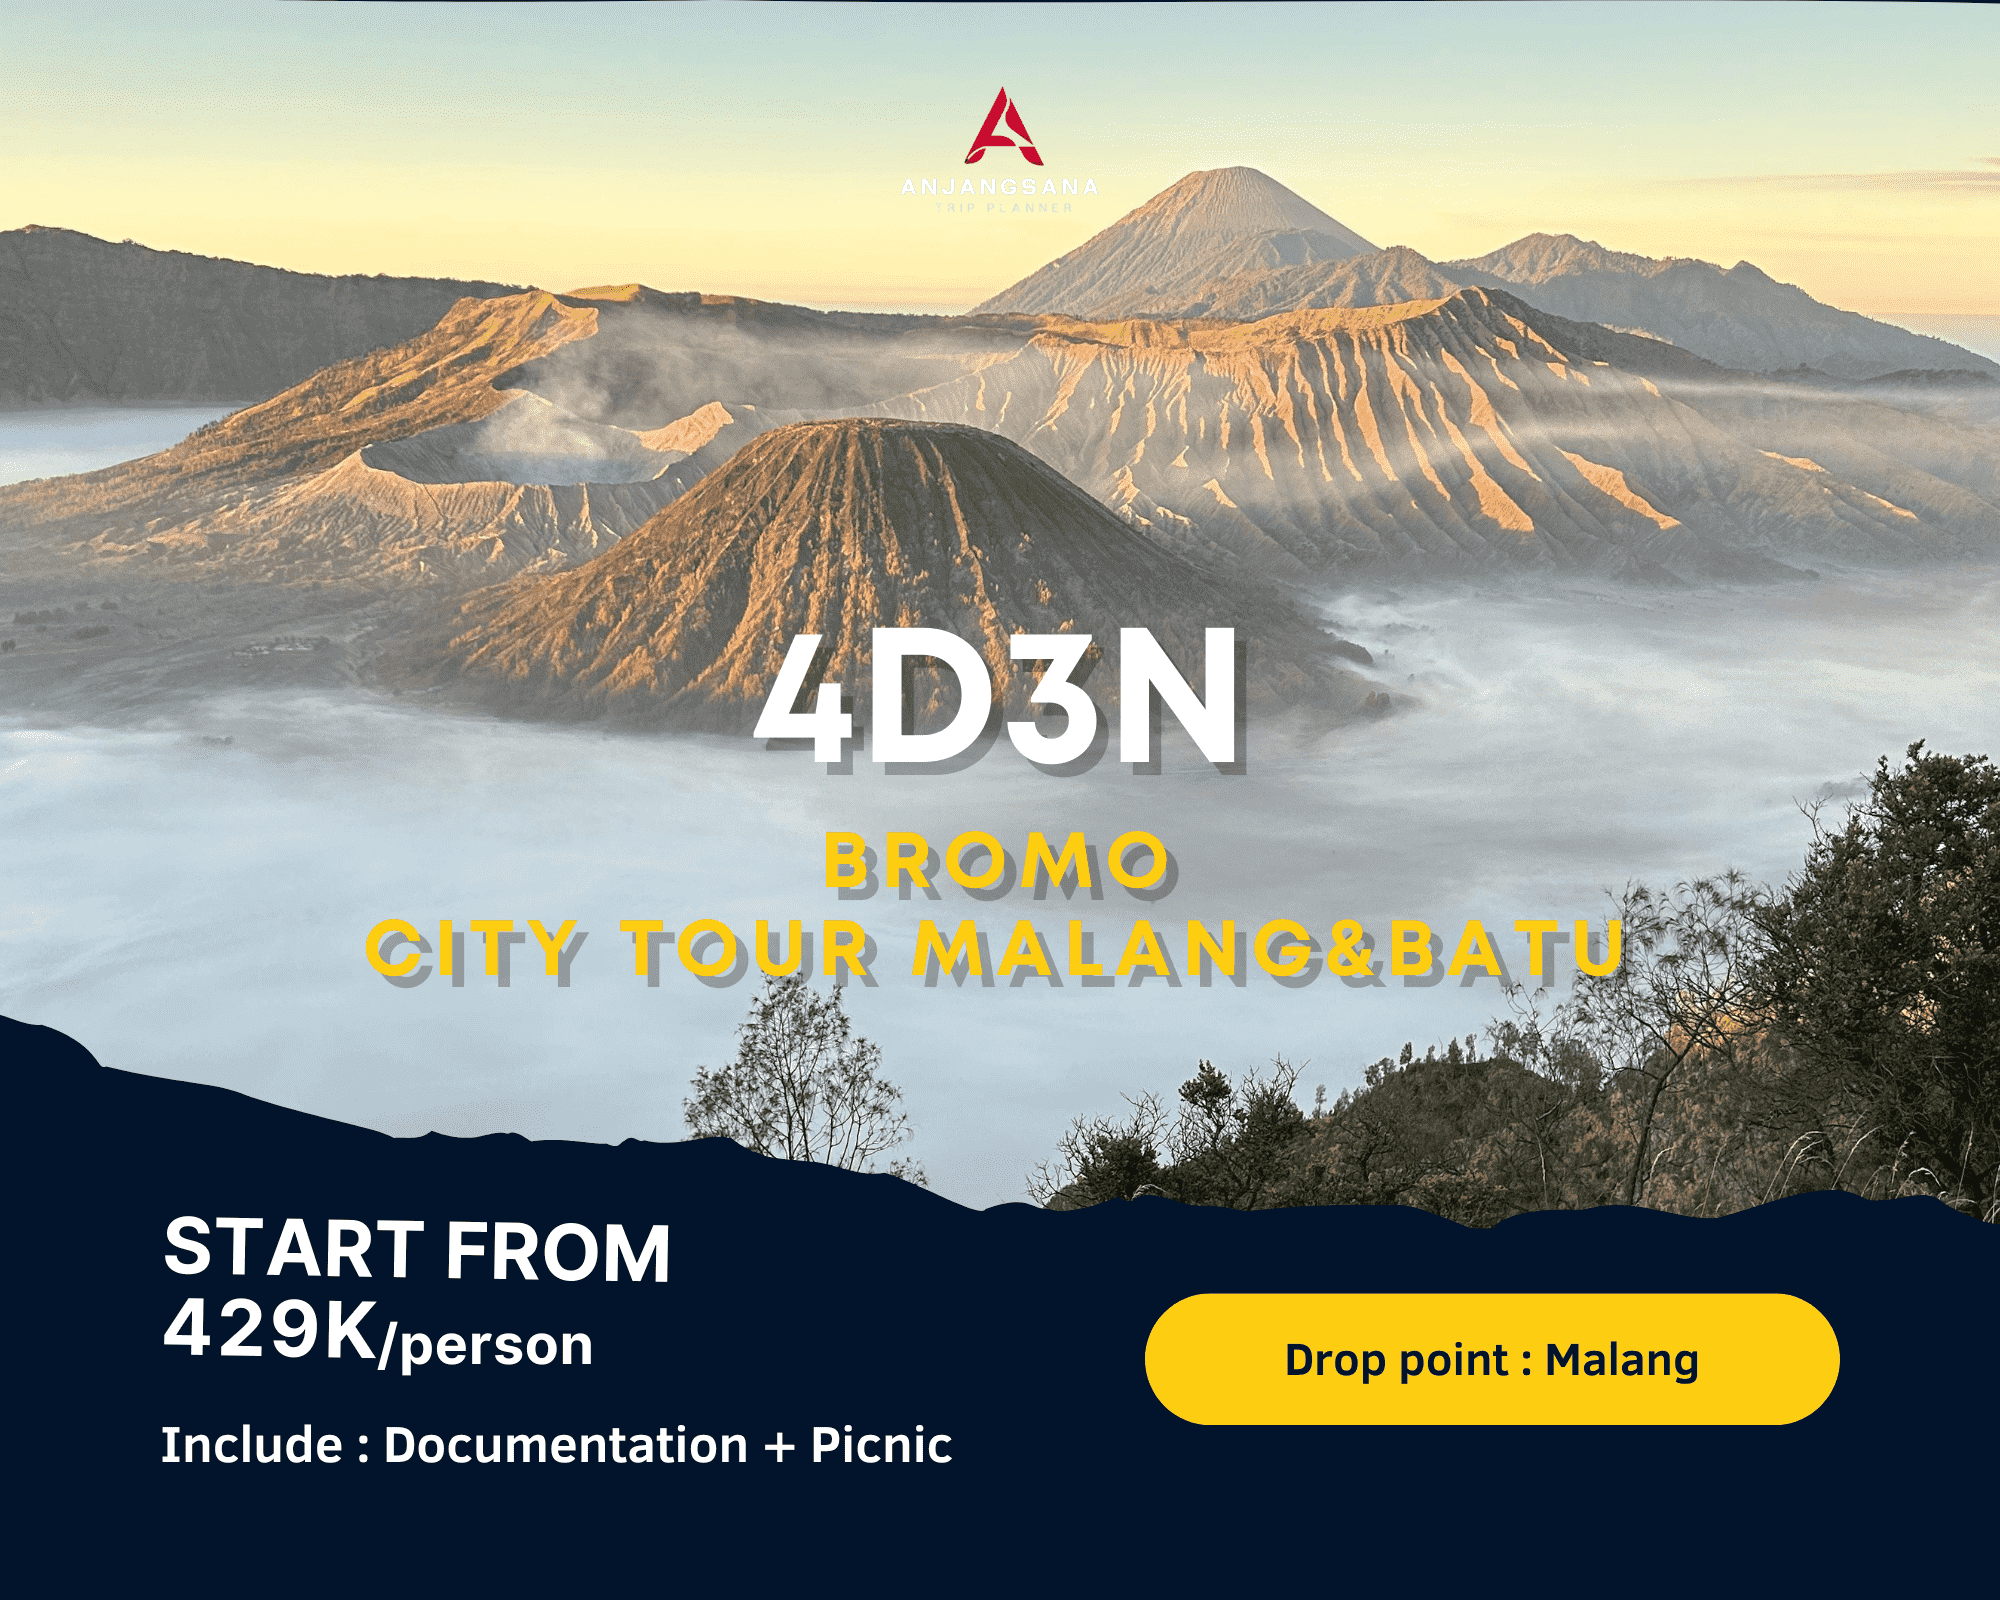 ANJANGSANA
TRIP PLANNER
4D3N
BROMO
CITY TOUR MALANG&BATU
START FROM
429K/person
Include : Documentation + Picnic
Drop point : Malang